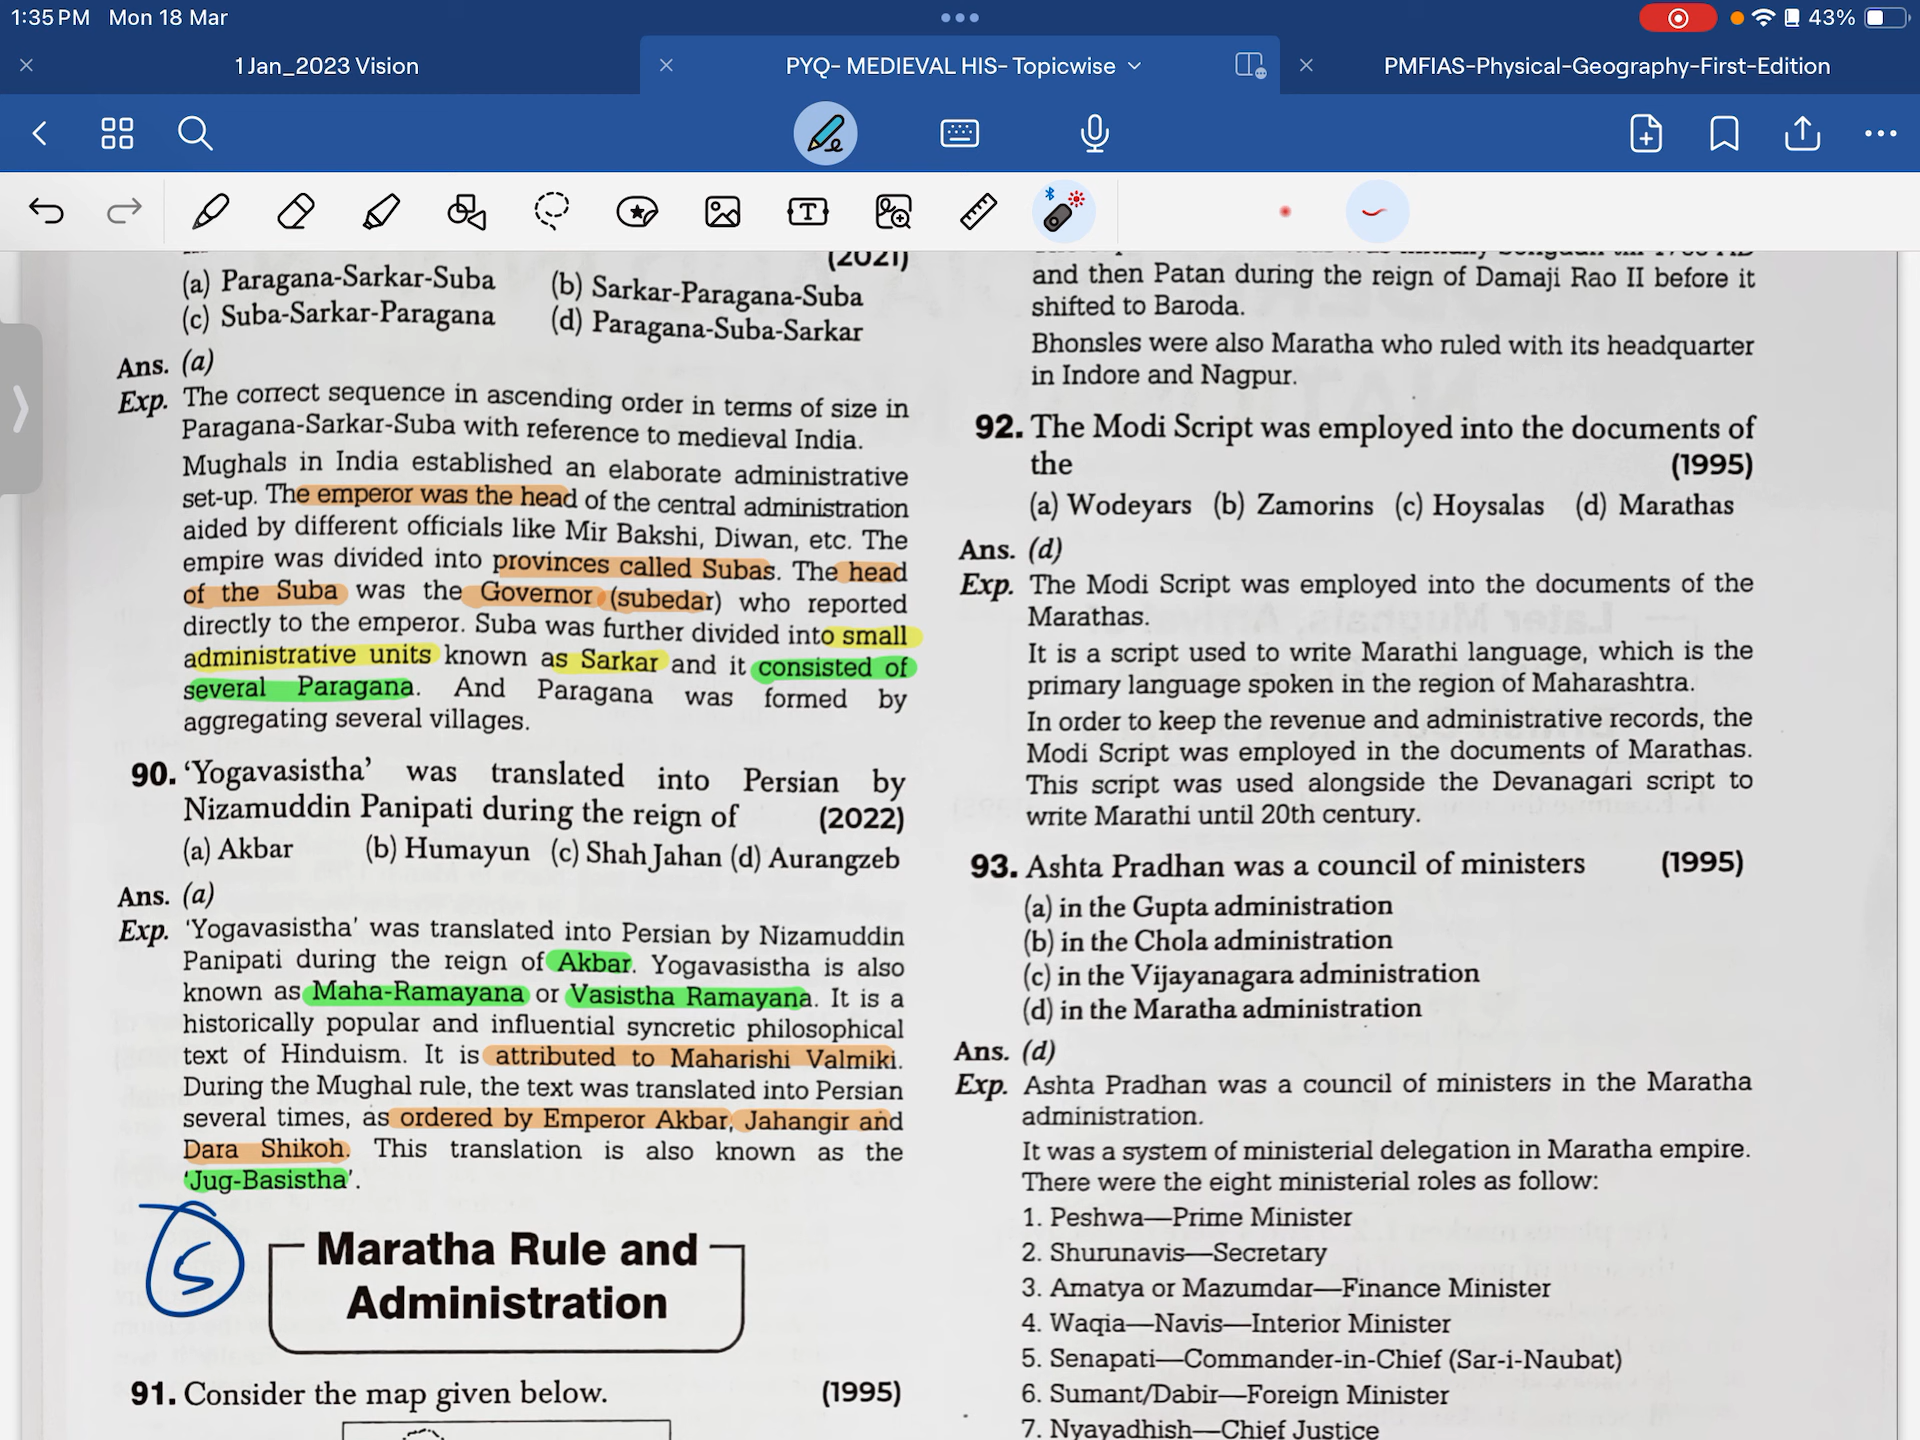 1:35 PM Mon 18 Mar
43%
1Jan_2023 Vision
PYQ- MEDIEVAL HIS- Topicwise
PMFIAS-Physical-Geography-First-Edition
(2021)
(a) Paragana-Sarkar-Suba (b) Sarkar-Paragana-Suba
(c) Suba-Sarkar-Paragana (d) Paragana-Suba-Sarkar
Ans. (a)
Exp. The correct sequence in ascending order in terms of size in
Paragana-Sarkar-Suba with reference to medieval India.
Mughals in India established an elaborate administrative
set-up. The emperor was the head of the central administration
aided by different officials like Mir Bakshi, Diwan, etc. The
empire was divided into provinces called Subas. The head
of the Suba was the Governor (subedar) who reported
directly to the emperor. Suba was further divided into small
administrative units known as Sarkar and it consisted of
several Paragana. And Paragana was formed by
aggregating several villages.
90. 'Yogavasistha' was translated into Persian by
Nizamuddin Panipati during the reign of (2022)
(a) Akbar (b) Humayun (c) Shah Jahan (d) Aurangzeb
Ans. (a)
Exp. 'Yogavasistha' was translated into Persian by Nizamuddin
Panipati during the reign of Akbar. Yogavasistha is also
known as Maha-Ramayana or Vasistha Ramayana. It is a
historically popular and influential syncretic philosophical
text of Hinduism. It is attributed to Maharishi Valmiki.
During the Mughal rule, the text was translated into Persian
several times, as ordered by Emperor Akbar, Jahangir and
Dara Shikoh. This translation is also known as the
'Jug-Basistha'.
5
Maratha Rule and
Administration
91. Consider the map given below. (1995)
and then Patan during the reign of Damaji Rao II before it
shifted to Baroda.
Bhonsles were also Maratha who ruled with its headquarter
in Indore and Nagpur.
92. The Modi Script was employed into the documents of
the (1995)
(a) Wodeyars (b) Zamorins (c) Hoysalas (d) Marathas
Ans. (d)
Exp. The Modi Script was employed into the documents of the
Marathas.
It is a script used to write Marathi language, which is the
primary language spoken in the region of Maharashtra.
In order to keep the revenue and administrative records, the
Modi Script was employed in the documents of Marathas.
This script was used alongside the Devanagari script to
write Marathi until 20th century.
93. Ashta Pradhan was a council of ministers (1995)
(a) in the Gupta administration
(b) in the Chola administration
(c) in the Vijayanagara administration
(d) in the Maratha administration
Ans. (d)
Exp. Ashta Pradhan was a council of ministers in the Maratha
administration.
It was a system of ministerial delegation in Maratha empire.
There were the eight ministerial roles as follow:
1. Peshwa—Prime Minister
2. Shurunavis—Secretary
3. Amatya or Mazumdar—Finance Minister
4. Waqia—Navis—Interior Minister
5. Senapati—Commander-in-Chief (Sar-i-Naubat)
6. Sumant/Dabir—Foreign Minister
7. Nyayadhish—Chief Justice